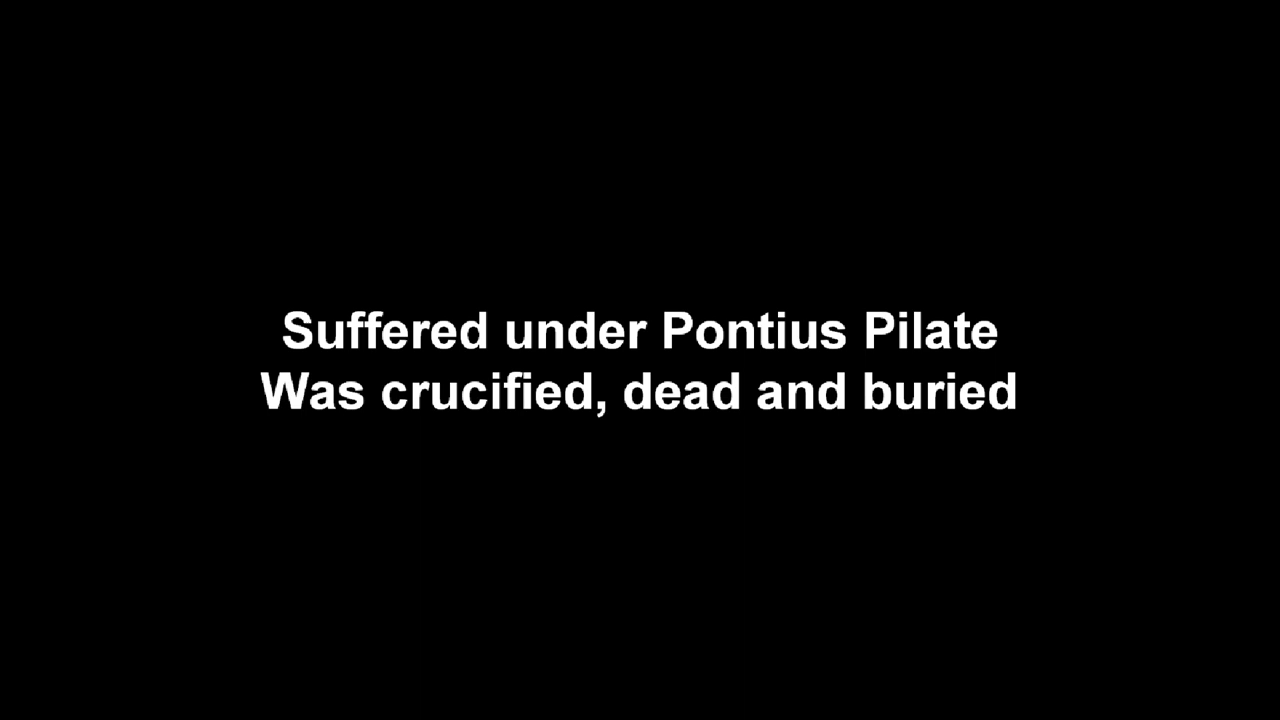 Suffered under Pontius Pilate
Was crucified, dead and buried